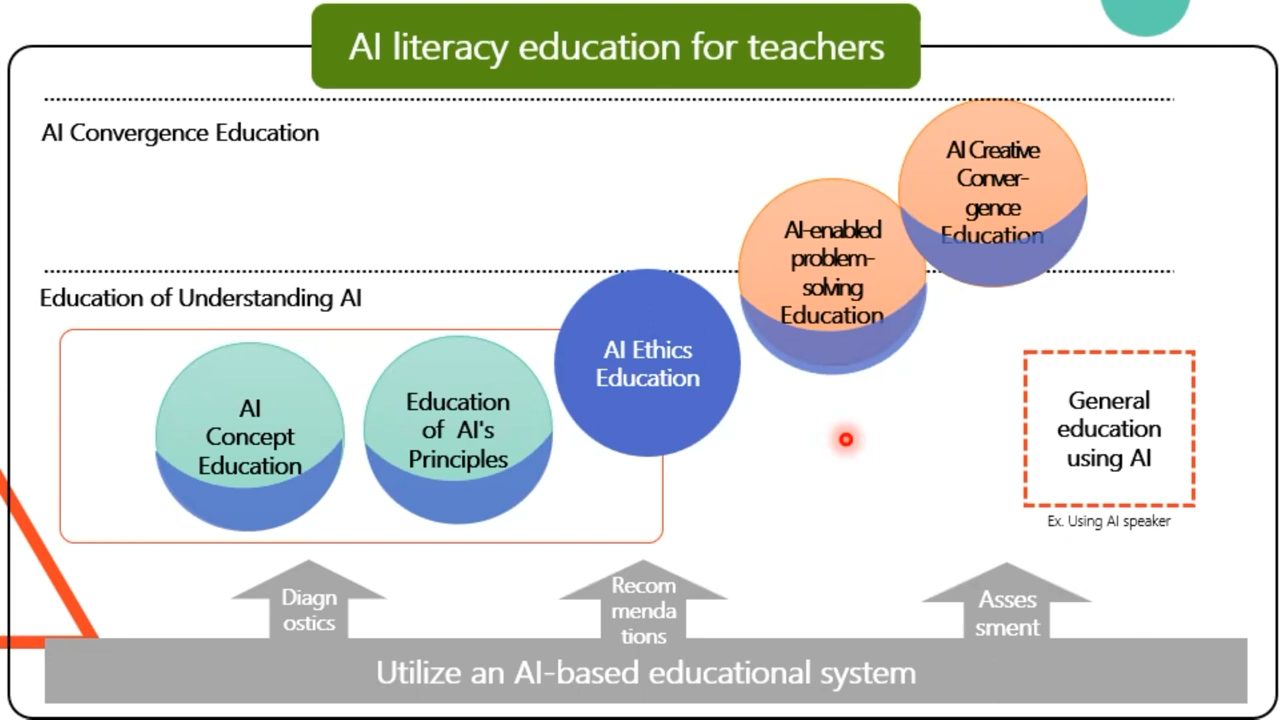 AI literacy education for teachers
AI Convergence Education
AI Creative
Conver-
gence
Education
AI-enabled
problem-
solving
Education
Education of Understanding AI
AI Ethics
Education
AI
Concept
Education
Education
of AI's
Principles
General
education
using AI
Ex. Using AI speaker
Diagn
ostics
Recom
menda
tions
Asses
sment
Utilize an AI-based educational system